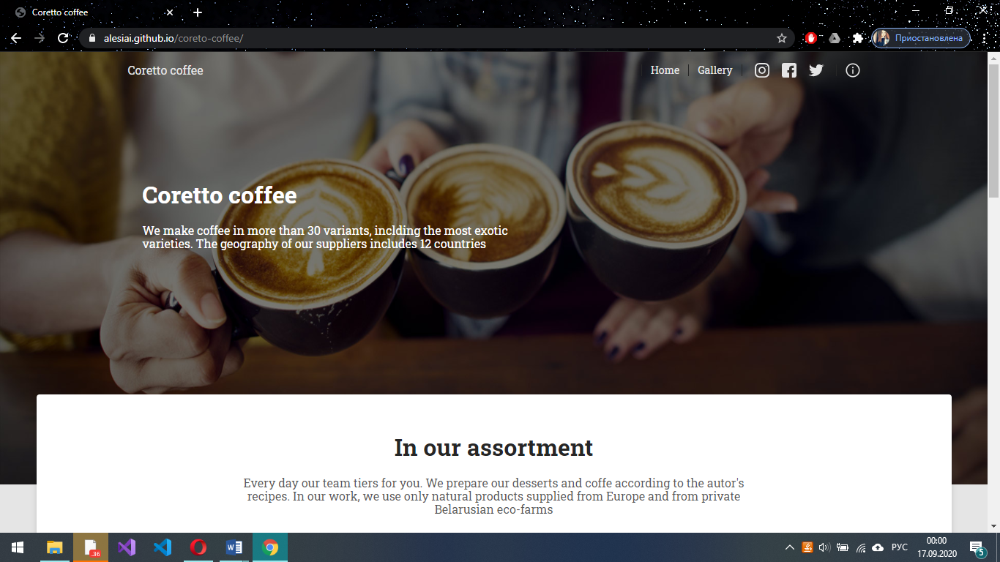 Coretto coffee
alesiai.github.io/coreto-coffee/
Приостановлена
Coretto coffee
Home
Gallery
Coretto coffee
We make coffee in more than 30 variants, inclding the most exotic
varieties. The geography of our suppliers includes 12 countries
In our assortment
Every day our team tiers for you. We prepare our desserts and coffe according to the autor's
recipes. In our work, we use only natural products supplied from Europe and from private
Belarusian eco-farms
.36
РУС
00:00
17.09.2020
5